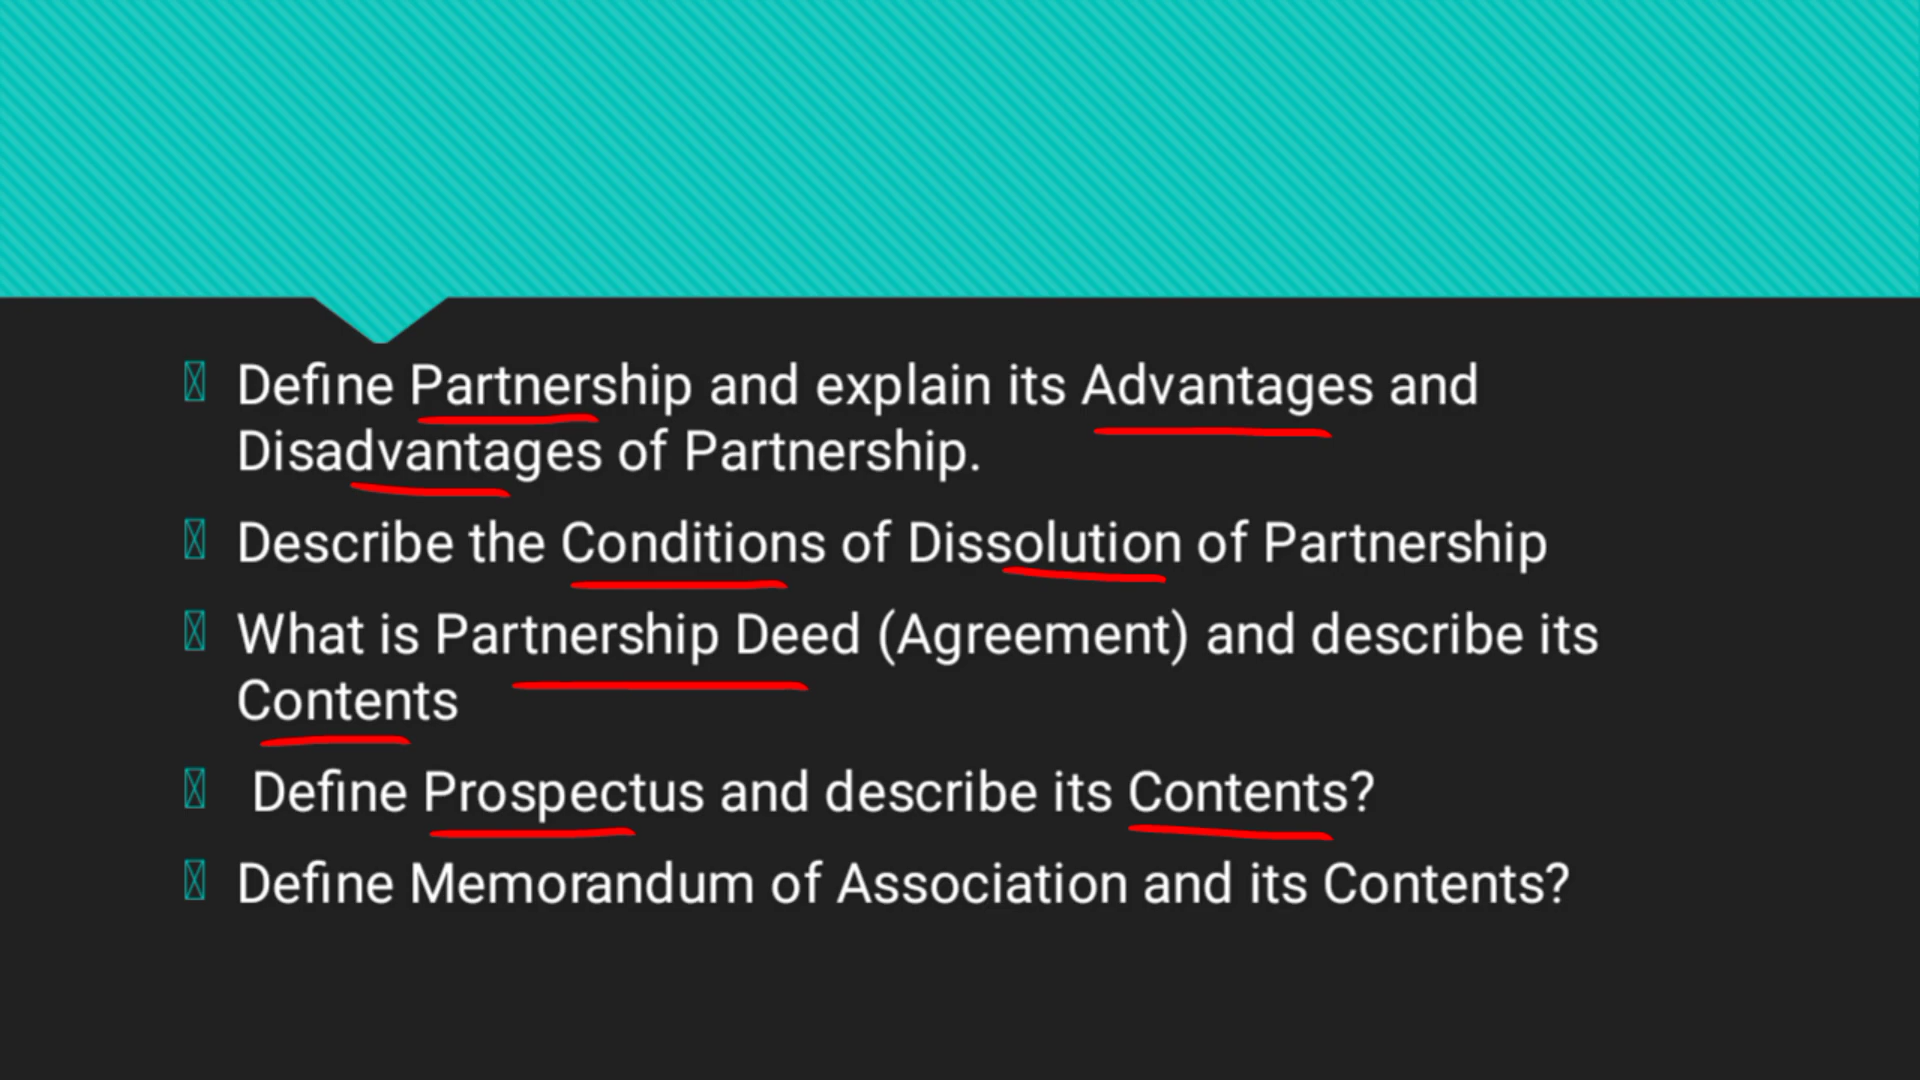 Define Partnership and explain its Advantages and
Disadvantages of Partnership.
Describe the Conditions of Dissolution of Partnership
What is Partnership Deed (Agreement) and describe its
Contents
Define Prospectus and describe its Contents?
Define Memorandum of Association and its Contents?